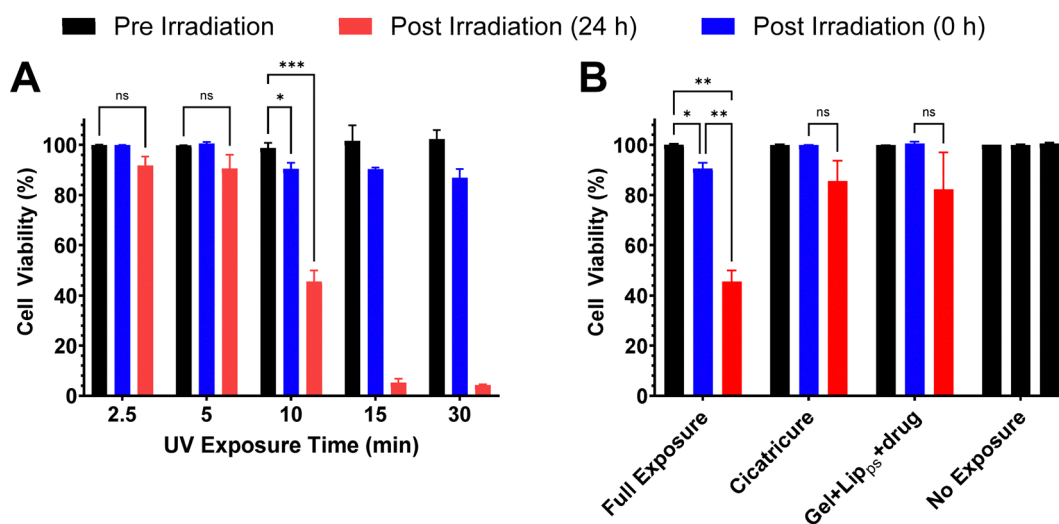 Pre Irradiation Post Irradiation (24 h) Post Irradiation (0 h)
A
Cell Viability (%)
100
80
60
40
20
0
ns
ns
*
***
2.5 5 10 15 30
UV Exposure Time (min)
B
Cell Viability (%)
100
80
60
40
20
0
**
* **
ns
ns
Full Exposure
Cicatricure
Gel+Lipps+drug
No Exposure